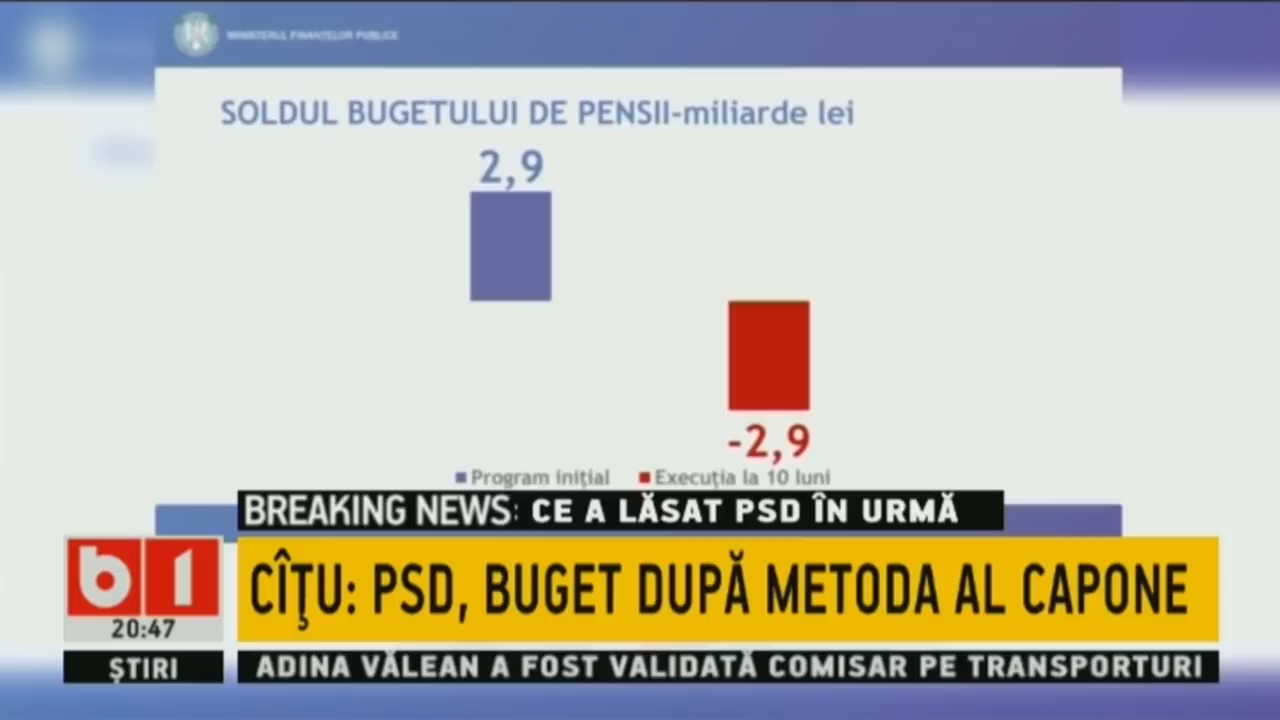 MINISTERUL FINANȚELOR PUBLICE
SOLDUL BUGETULUI DE PENSII-miliarde lei
2,9
-2,9
Program inițial
Execuția la 10 luni
BREAKING NEWS: CE A LĂSAT PSD ÎN URMĂ
CÎȚU: PSD, BUGET DUPĂ METODA AL CAPONE
b1
20:47
ȘTIRI
ADINA VĂLEAN A FOST VALIDATĂ COMISAR PE TRANSPORTURI